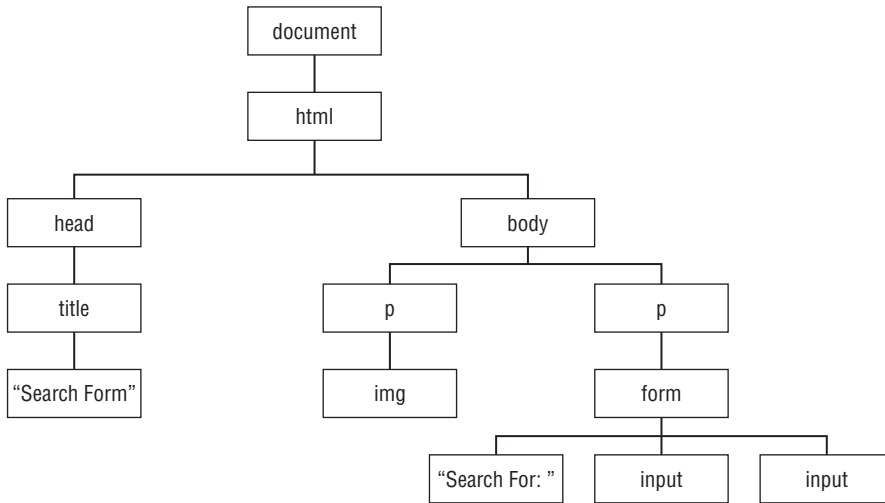 document
html
head
body
title
p
p
“Search Form”
img
form
“Search For: ”
input
input